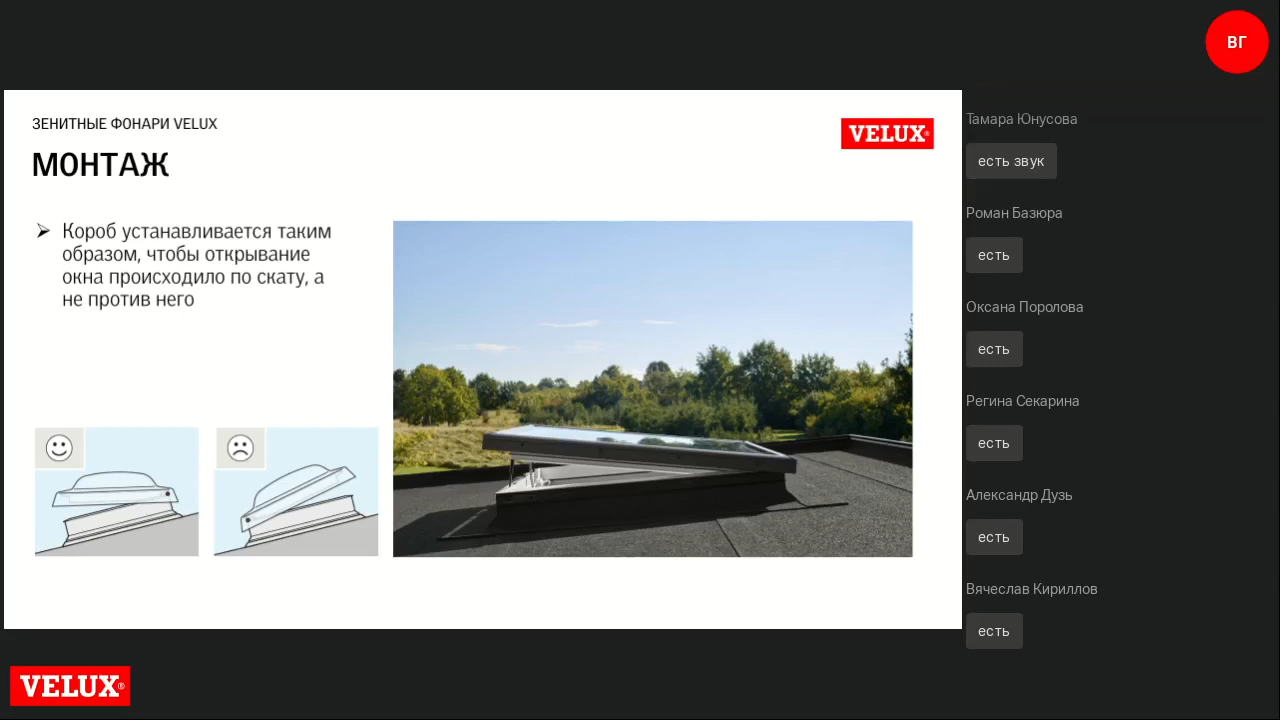 ВГ
ЗЕНИТНЫЕ ФОНАРИ VELUX
VELUX®
МОНТАЖ
➢ Короб устанавливается таким
образом, чтобы открывание
окна происходило по скату, а
не против него
Тамара Юнусова
есть звук
Роман Базюра
есть
Оксана Поролова
есть
Регина Секарина
есть
Александр Дузь
есть
Вячеслав Кириллов
есть
VELUX®